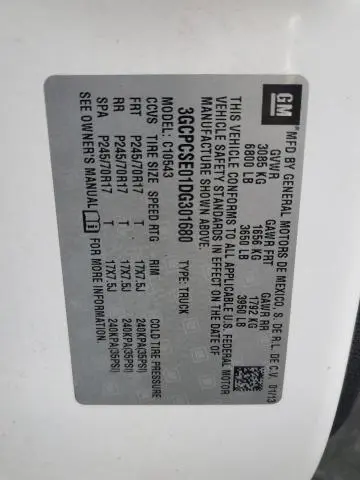 GM
MFD BY GENERAL MOTORS DE MEXICO S. DE R.L. DE C.V. 01/13
GVWR GAWR FRT GAWR RR
3085 KG 1656 KG 1792 KG
6800 LB 3650 LB 3950 LB
THIS VEHICLE CONFORMS TO ALL APPLICABLE U.S. FEDERAL MOTOR
VEHICLE SAFETY STANDARDS IN EFFECT ON THE DATE OF
MANUFACTURE SHOWN ABOVE.
3GCPCSE01DG301680 TYPE: TRUCK
MODEL: C10543
CCVS TIRE SIZE SPEED RTG RIM COLD TIRE PRESSURE
FRT P245/70R17 T 17X7.5J 240KPA(35PSI)
RR P245/70R17 T 17X7.5J 240KPA(35PSI)
SPA P245/70R17 T 17X7.5J 240KPA(35PSI)
SEE OWNER'S MANUAL